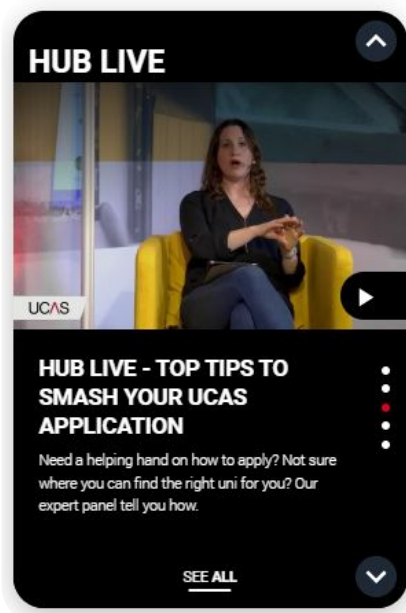 HUB LIVE
UCAS
HUB LIVE - TOP TIPS TO
SMASH YOUR UCAS
APPLICATION
Need a helping hand on how to apply? Not sure
where you can find the right uni for you? Our
expert panel tell you how.
SEE ALL